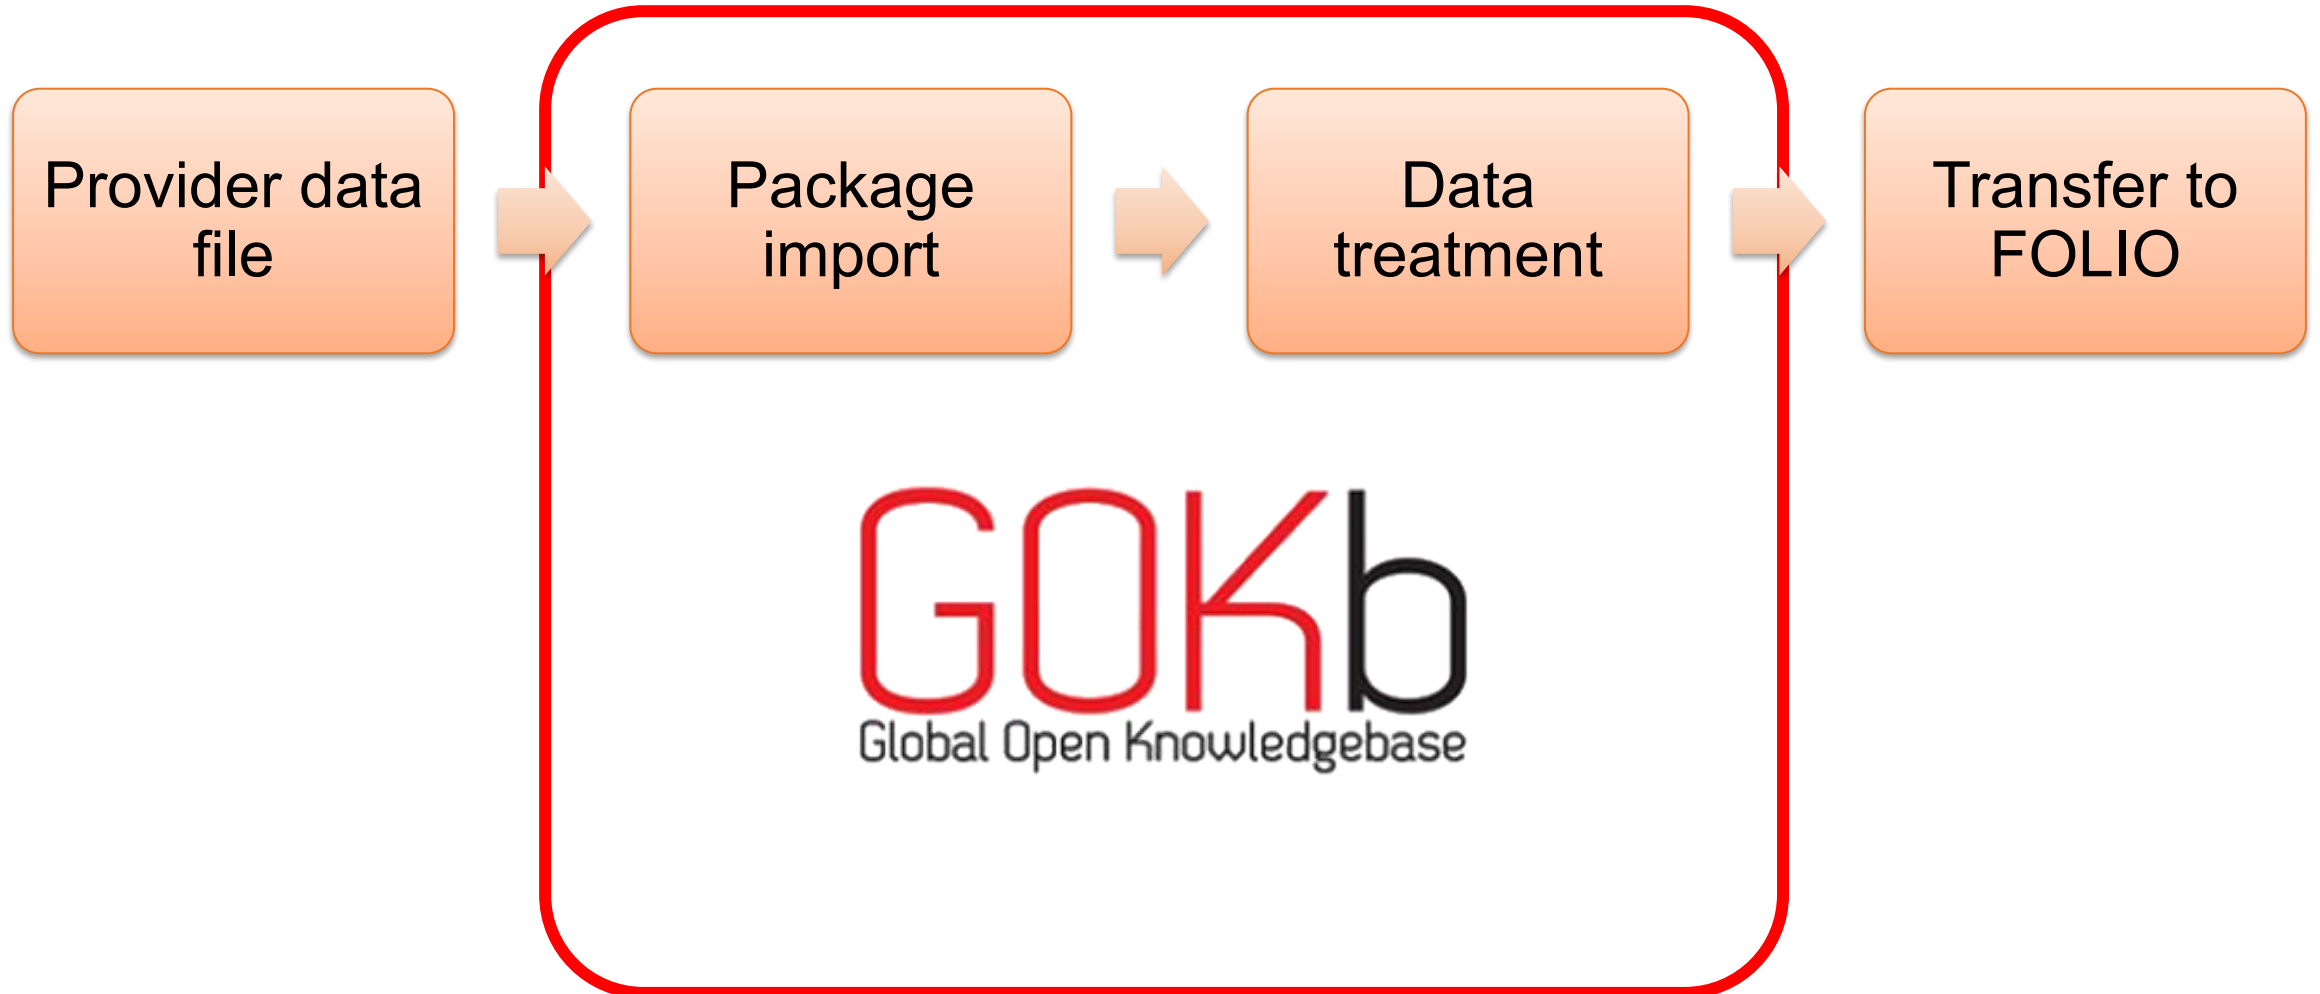 Provider data
file
Package
import
Data
treatment
Transfer to
FOLIO
GOKb
Global Open Knowledgebase